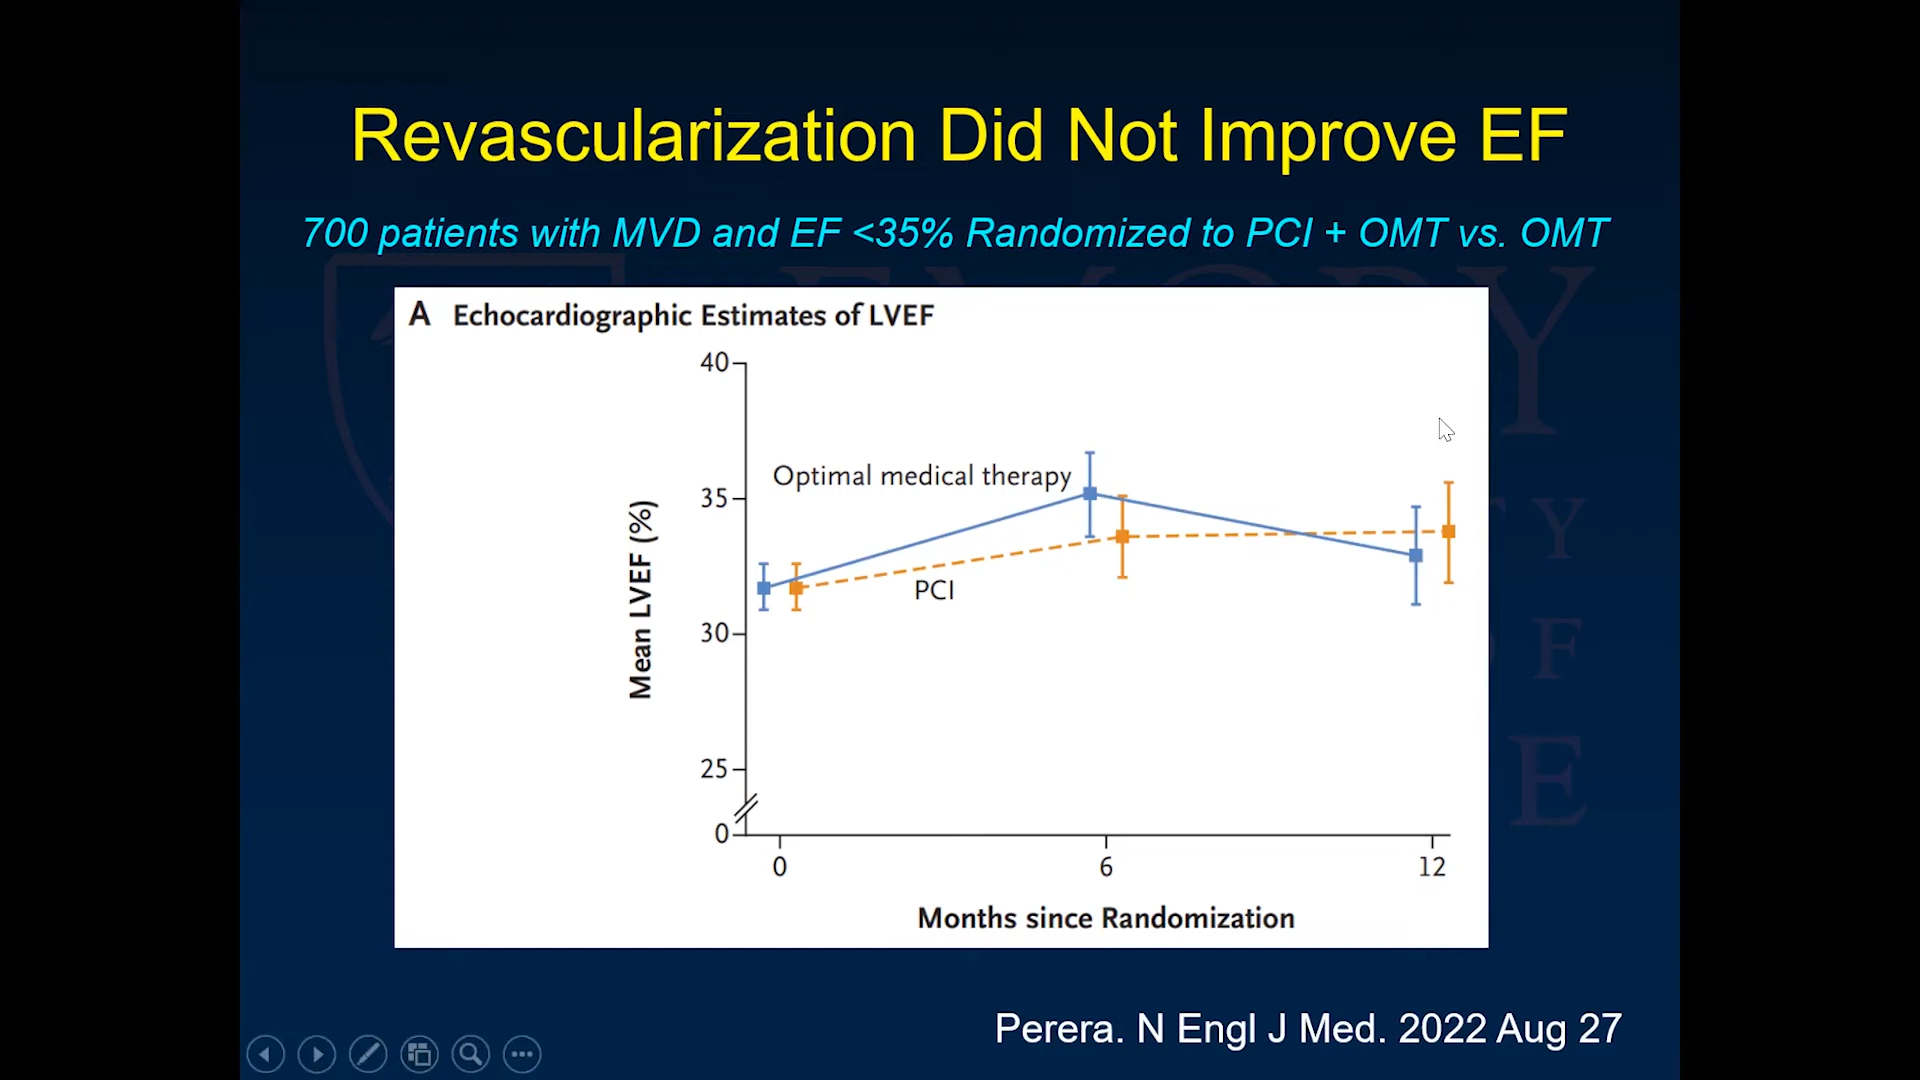 Revascularization Did Not Improve EF
700 patients with MVD and EF <35% Randomized to PCI + OMT vs. OMT
A Echocardiographic Estimates of LVEF
40
35
30
25
0
Mean LVEF (%)
Optimal medical therapy
PCI
0 6 12
Months since Randomization
Perera. N Engl J Med. 2022 Aug 27